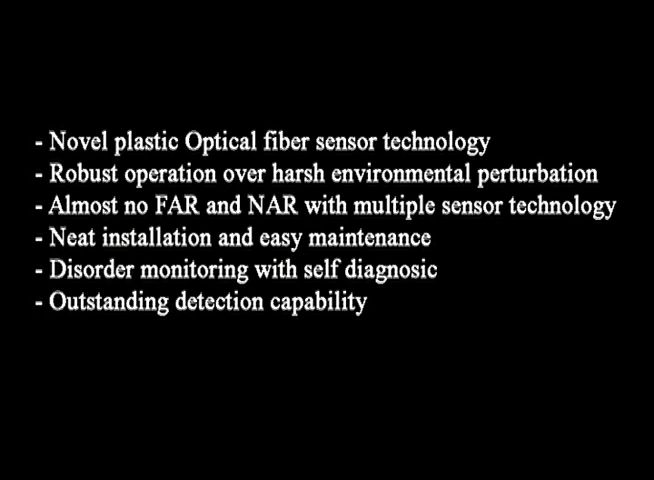 - Novel plastic Optical fiber sensor technology
- Robust operation over harsh environmental perturbation
- Almost no FAR and NAR with multiple sensor technology
- Neat installation and easy maintenance
- Disorder monitoring with self diagnosic
- Outstanding detection capability